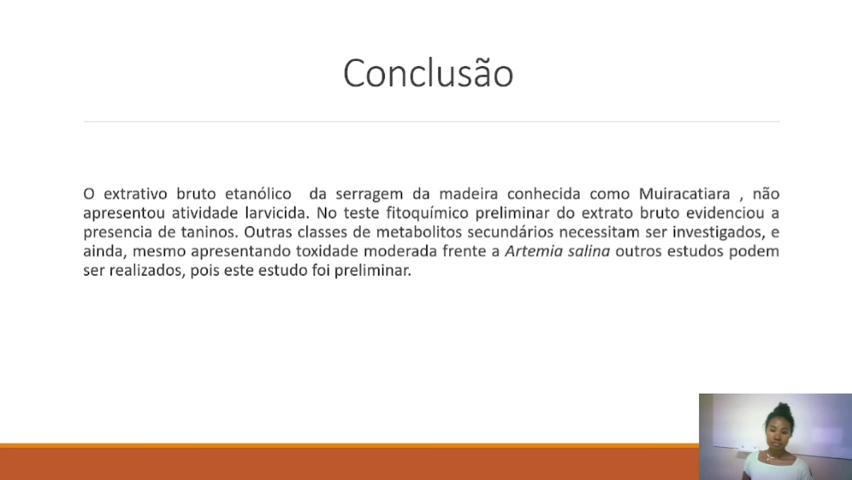 Conclusão
O extrativo bruto etanólico da serragem da madeira conhecida como Muiracatiara , não
apresentou atividade larvicida. No teste fitoquímico preliminar do extrato bruto evidenciou a
presencia de taninos. Outras classes de metabolitos secundários necessitam ser investigados, e
ainda, mesmo apresentando toxidade moderada frente a Artemia salina outros estudos podem
ser realizados, pois este estudo foi preliminar.